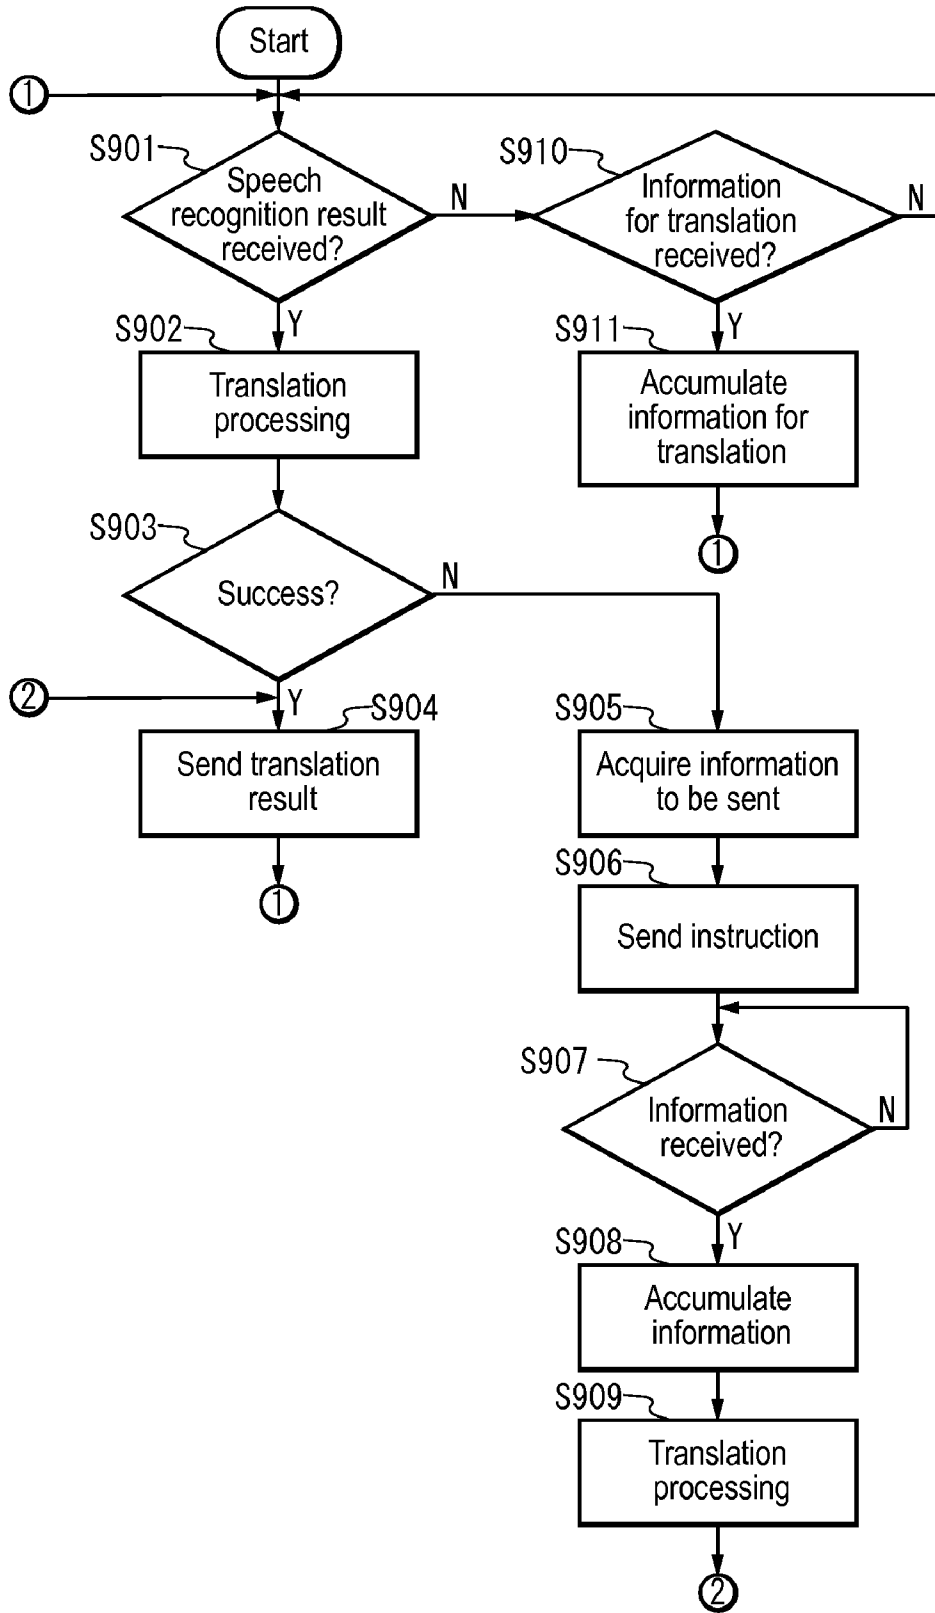 Start
1
S901
Speech
recognition result
received?
N
S910
Information
for translation
received?
N
Y
S902
Translation
processing
Y
S911
Accumulate
information for
translation
1
S903
Success?
N
2
Y
S904
Send translation
result
1
S905
Acquire information
to be sent
S906
Send instruction
S907
Information
received?
N
Y
S908
Accumulate
information
S909
Translation
processing
2